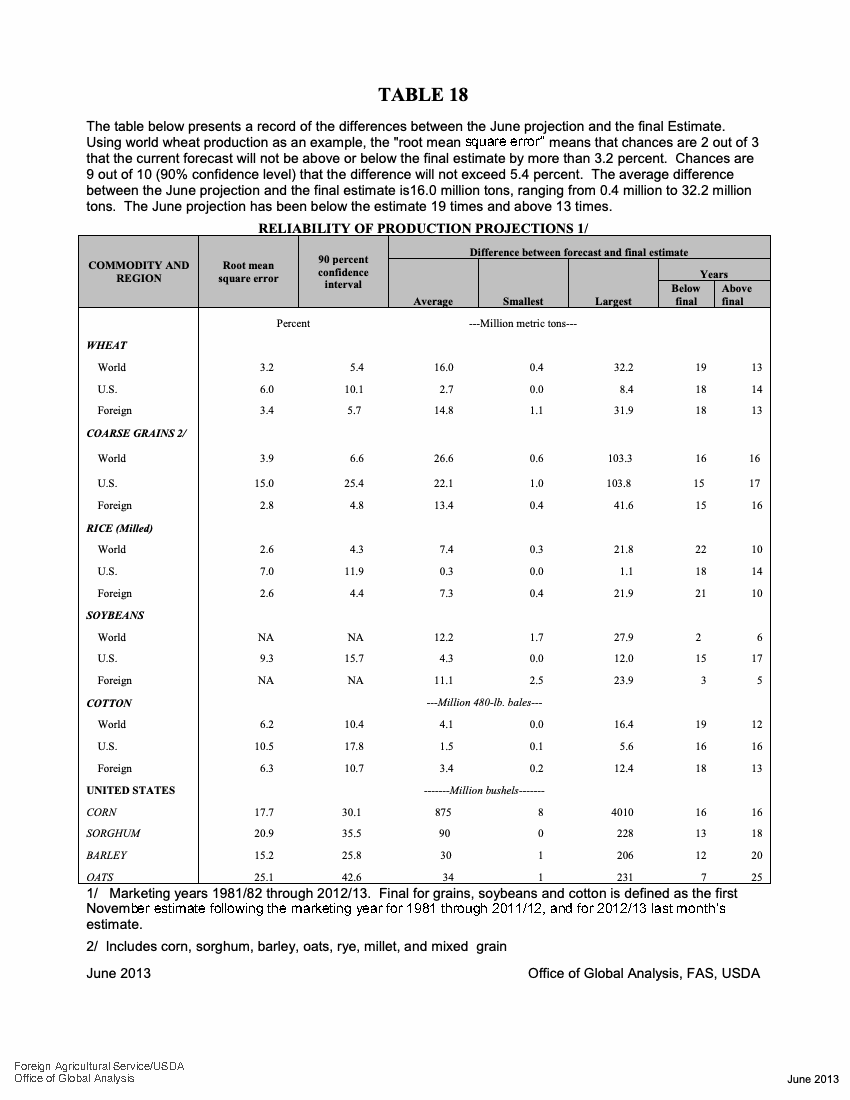 TABLE 18
The table below presents a record of the differences between the June projection and the final Estimate.
Using world wheat production as an example, the "root mean square error" means that chances are 2 out of 3
that the current forecast will not be above or below the final estimate by more than 3.2 percent. Chances are
9 out of 10 (90% confidence level) that the difference will not exceed 5.4 percent. The average difference
between the June projection and the final estimate is16.0 million tons, ranging from 0.4 million to 32.2 million
tons. The June projection has been below the estimate 19 times and above 13 times.
RELIABILITY OF PRODUCTION PROJECTIONS 1/
COMMODITY AND REGION Root mean square error 90 percent confidence interval Difference between forecast and final estimate
Average Smallest Largest Years
Below final Above final
Percent ---Million metric tons---
WHEAT
World 3.2 5.4 16.0 0.4 32.2 19 13
U.S. 6.0 10.1 2.7 0.0 8.4 18 14
Foreign 3.4 5.7 14.8 1.1 31.9 18 13
COARSE GRAINS 2/
World 3.9 6.6 26.6 0.6 103.3 16 16
U.S. 15.0 25.4 22.1 1.0 103.8 15 17
Foreign 2.8 4.8 13.4 0.4 41.6 15 16
RICE (Milled)
World 2.6 4.3 7.4 0.3 21.8 22 10
U.S. 7.0 11.9 0.3 0.0 1.1 18 14
Foreign 2.6 4.4 7.3 0.4 21.9 21 10
SOYBEANS
World NA NA 12.2 1.7 27.9 2 6
U.S. 9.3 15.7 4.3 0.0 12.0 15 17
Foreign NA NA 11.1 2.5 23.9 3 5
COTTON ---Million 480-lb. bales---
World 6.2 10.4 4.1 0.0 16.4 19 12
U.S. 10.5 17.8 1.5 0.1 5.6 16 16
Foreign 6.3 10.7 3.4 0.2 12.4 18 13
UNITED STATES -------Million bushels-------
CORN 17.7 30.1 875 8 4010 16 16
SORGHUM 20.9 35.5 90 0 228 13 18
BARLEY 15.2 25.8 30 1 206 12 20
OATS 25.1 42.6 34 1 231 7 25
1/ Marketing years 1981/82 through 2012/13. Final for grains, soybeans and cotton is defined as the first
November estimate following the marketing year for 1981 through 2011/12, and for 2012/13 last month's
estimate.
2/ Includes corn, sorghum, barley, oats, rye, millet, and mixed grain
June 2013 Office of Global Analysis, FAS, USDA
Foreign Agricultural Service/USDA
Office of Global Analysis June 2013